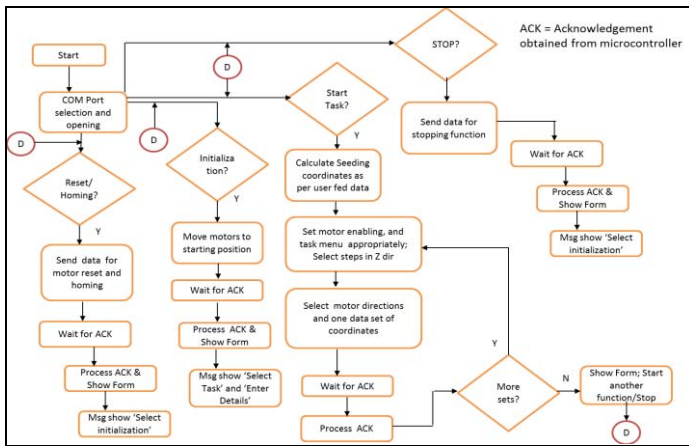 ACK = Acknowledgement
obtained from microcontroller
Start
COM Port
selection and
opening
D
D
D
STOP?
Send data for
stopping function
Wait for ACK
Process ACK &
Show Form
Msg show ‘Select
initialization’
Start
Task?
Y
Calculate Seeding
coordinates as
per user fed data
Set motor enabling, and
task menu appropriately;
Select steps in Z dir
Select motor directions
and one data set of
coordinates
Wait for ACK
Process ACK
More
sets?
Y
N
Show Form; Start
another
function/Stop
D
Initializa
tion?
Y
Move motors to
starting position
Wait for ACK
Process ACK &
Show Form
Msg show ‘Select
Task’ and ‘Enter
Details’
Reset/
Homing?
Y
Send data for
motor reset and
homing
Wait for ACK
Process ACK &
Show Form
Msg show ‘Select
initialization’